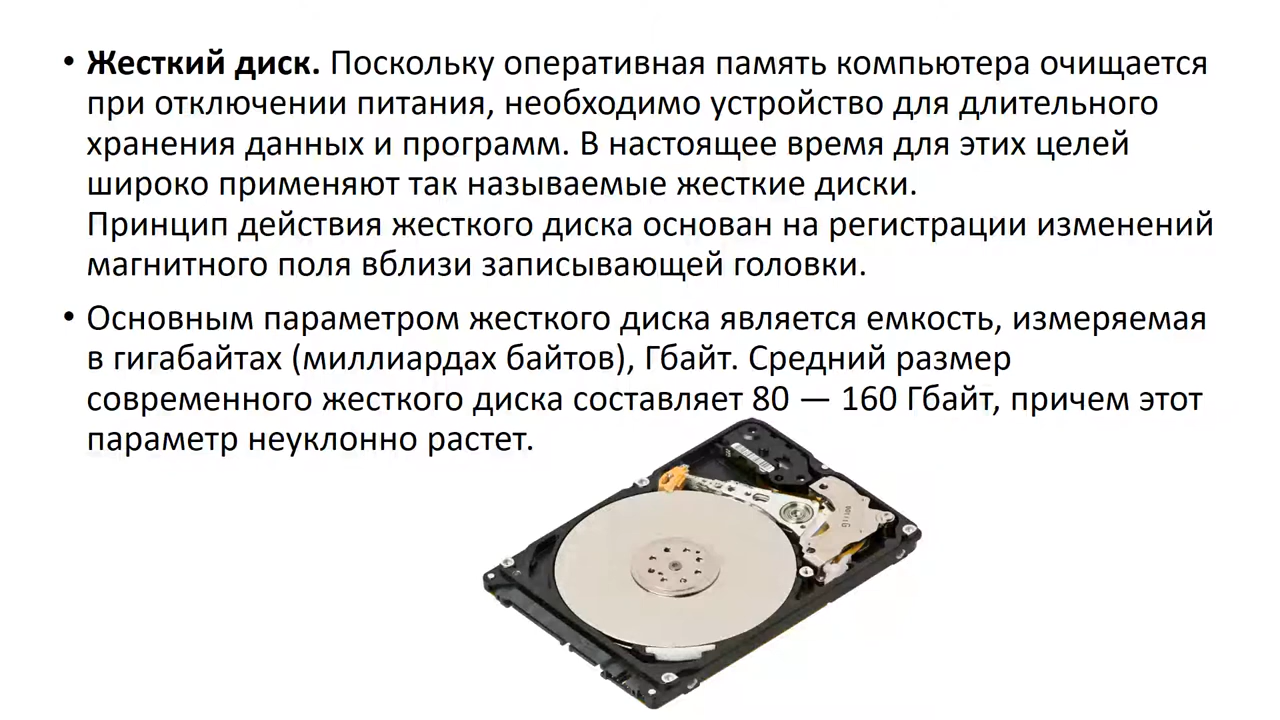 • Жесткий диск. Поскольку оперативная память компьютера очищается
при отключении питания, необходимо устройство для длительного
хранения данных и программ. В настоящее время для этих целей
широко применяют так называемые жесткие диски.
Принцип действия жесткого диска основан на регистрации изменений
магнитного поля вблизи записывающей головки.
• Основным параметром жесткого диска является емкость, измеряемая
в гигабайтах (миллиардах байтов), Гбайт. Средний размер
современного жесткого диска составляет 80 — 160 Гбайт, причем этот
параметр неуклонно растет.